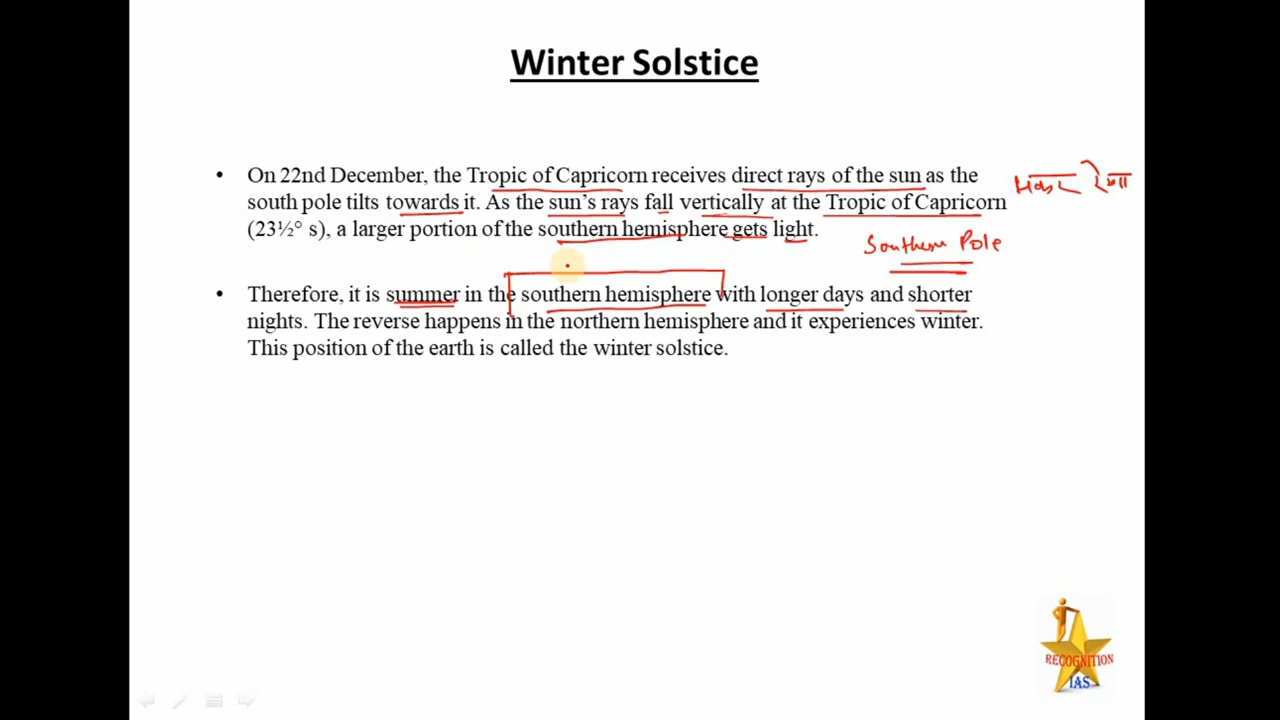 Winter Solstice
• On 22nd December, the Tropic of Capricorn receives direct rays of the sun as the
south pole tilts towards it. As the sun's rays fall vertically at the Tropic of Capricorn
(23½° s), a larger portion of the southern hemisphere gets light.
Southern Pole
• Therefore, it is summer in the southern hemisphere with longer days and shorter
nights. The reverse happens in the northern hemisphere and it experiences winter.
This position of the earth is called the winter solstice.
RECOGNITION
IAS